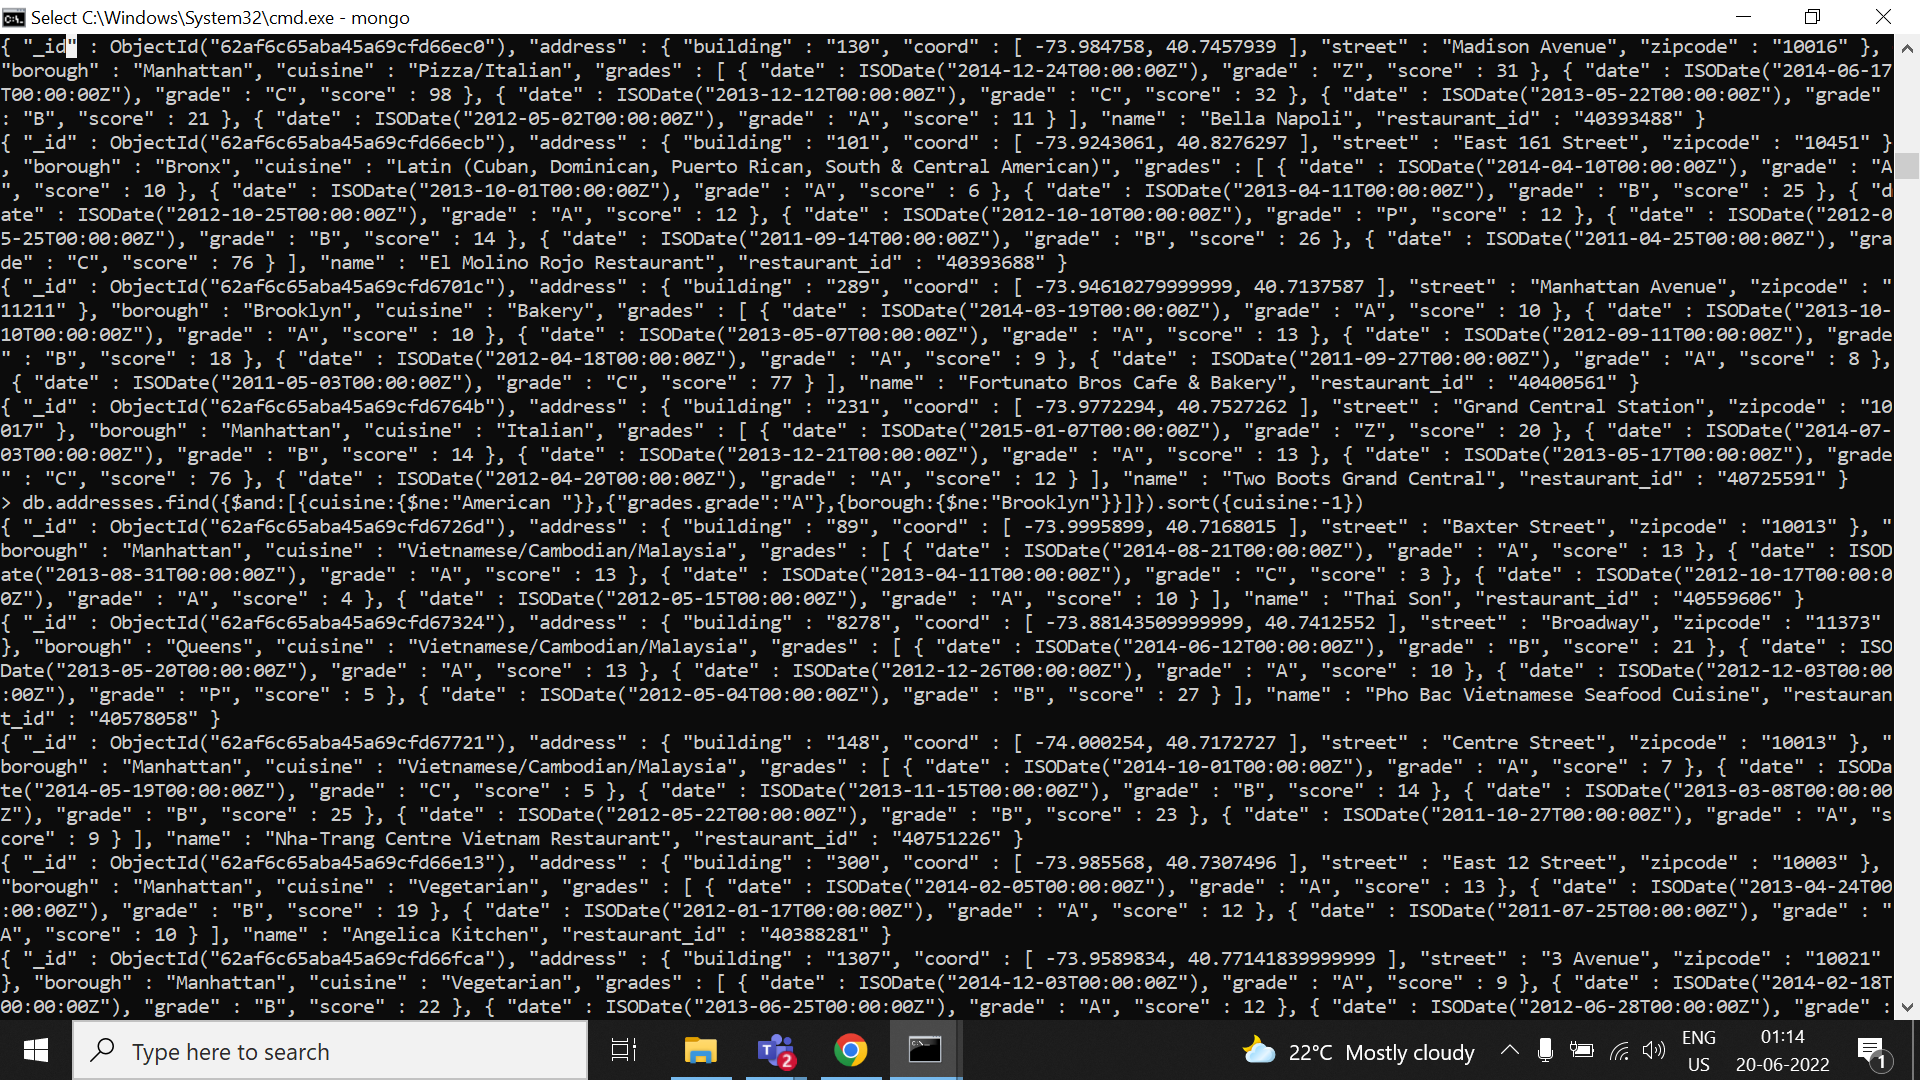 Select C:\Windows\System32\cmd.exe - mongo
{ "_id" : ObjectId("62af6c65aba45a69cfd66ec0"), "address" : { "building" : "130", "coord" : [ -73.984758, 40.7457939 ], "street" : "Madison Avenue", "zipcode" : "10016" },
"borough" : "Manhattan", "cuisine" : "Pizza/Italian", "grades" : [ { "date" : ISODate("2014-12-24T00:00:00Z"), "grade" : "Z", "score" : 31 }, { "date" : ISODate("2014-06-17
T00:00:00Z"), "grade" : "C", "score" : 98 }, { "date" : ISODate("2013-12-12T00:00:00Z"), "grade" : "C", "score" : 32 }, { "date" : ISODate("2013-05-22T00:00:00Z"), "grade"
: "B", "score" : 21 }, { "date" : ISODate("2012-05-02T00:00:00Z"), "grade" : "A", "score" : 11 } ], "name" : "Bella Napoli", "restaurant_id" : "40393488" }
{ "_id" : ObjectId("62af6c65aba45a69cfd66ecb"), "address" : { "building" : "101", "coord" : [ -73.9243061, 40.8276297 ], "street" : "East 161 Street", "zipcode" : "10451" }
, "borough" : "Bronx", "cuisine" : "Latin (Cuban, Dominican, Puerto Rican, South & Central American)", "grades" : [ { "date" : ISODate("2014-04-10T00:00:00Z"), "grade" : "A
", "score" : 10 }, { "date" : ISODate("2013-10-01T00:00:00Z"), "grade" : "A", "score" : 6 }, { "date" : ISODate("2013-04-11T00:00:00Z"), "grade" : "B", "score" : 25 }, { "d
ate" : ISODate("2012-10-25T00:00:00Z"), "grade" : "A", "score" : 12 }, { "date" : ISODate("2012-10-10T00:00:00Z"), "grade" : "P", "score" : 12 }, { "date" : ISODate("2012-0
5-25T00:00:00Z"), "grade" : "B", "score" : 14 }, { "date" : ISODate("2011-09-14T00:00:00Z"), "grade" : "B", "score" : 26 }, { "date" : ISODate("2011-04-25T00:00:00Z"), "gra
de" : "C", "score" : 76 } ], "name" : "El Molino Rojo Restaurant", "restaurant_id" : "40393688" }
{ "_id" : ObjectId("62af6c65aba45a69cfd6701c"), "address" : { "building" : "289", "coord" : [ -73.94610279999999, 40.7137587 ], "street" : "Manhattan Avenue", "zipcode" : "
11211" }, "borough" : "Brooklyn", "cuisine" : "Bakery", "grades" : [ { "date" : ISODate("2014-03-19T00:00:00Z"), "grade" : "A", "score" : 10 }, { "date" : ISODate("2013-10-
10T00:00:00Z"), "grade" : "A", "score" : 10 }, { "date" : ISODate("2013-05-07T00:00:00Z"), "grade" : "A", "score" : 13 }, { "date" : ISODate("2012-09-11T00:00:00Z"), "grade
" : "B", "score" : 18 }, { "date" : ISODate("2012-04-18T00:00:00Z"), "grade" : "A", "score" : 9 }, { "date" : ISODate("2011-09-27T00:00:00Z"), "grade" : "A", "score" : 8 },
{ "date" : ISODate("2011-05-03T00:00:00Z"), "grade" : "C", "score" : 77 } ], "name" : "Fortunato Bros Cafe & Bakery", "restaurant_id" : "40400561" }
{ "_id" : ObjectId("62af6c65aba45a69cfd6764b"), "address" : { "building" : "231", "coord" : [ -73.9772294, 40.7527262 ], "street" : "Grand Central Station", "zipcode" : "10
017" }, "borough" : "Manhattan", "cuisine" : "Italian", "grades" : [ { "date" : ISODate("2015-01-07T00:00:00Z"), "grade" : "Z", "score" : 20 }, { "date" : ISODate("2014-07-
03T00:00:00Z"), "grade" : "B", "score" : 14 }, { "date" : ISODate("2013-12-21T00:00:00Z"), "grade" : "A", "score" : 13 }, { "date" : ISODate("2013-05-17T00:00:00Z"), "grade
" : "C", "score" : 76 }, { "date" : ISODate("2012-04-20T00:00:00Z"), "grade" : "A", "score" : 12 } ], "name" : "Two Boots Grand Central", "restaurant_id" : "40725591" }
> db.addresses.find({$and:[{cuisine:{$ne:"American "}},{"grades.grade":"A"},{borough:{$ne:"Brooklyn"}}]}).sort({cuisine:-1})
{ "_id" : ObjectId("62af6c65aba45a69cfd6726d"), "address" : { "building" : "89", "coord" : [ -73.9995899, 40.7168015 ], "street" : "Baxter Street", "zipcode" : "10013" }, "
borough" : "Manhattan", "cuisine" : "Vietnamese/Cambodian/Malaysia", "grades" : [ { "date" : ISODate("2014-08-21T00:00:00Z"), "grade" : "A", "score" : 13 }, { "date" : ISOD
ate("2013-08-31T00:00:00Z"), "grade" : "A", "score" : 13 }, { "date" : ISODate("2013-04-11T00:00:00Z"), "grade" : "C", "score" : 3 }, { "date" : ISODate("2012-10-17T00:00:0
0Z"), "grade" : "A", "score" : 4 }, { "date" : ISODate("2012-05-15T00:00:00Z"), "grade" : "A", "score" : 10 } ], "name" : "Thai Son", "restaurant_id" : "40559606" }
{ "_id" : ObjectId("62af6c65aba45a69cfd67324"), "address" : { "building" : "8278", "coord" : [ -73.88143509999999, 40.7412552 ], "street" : "Broadway", "zipcode" : "11373"
}, "borough" : "Queens", "cuisine" : "Vietnamese/Cambodian/Malaysia", "grades" : [ { "date" : ISODate("2014-06-12T00:00:00Z"), "grade" : "B", "score" : 21 }, { "date" : ISO
Date("2013-05-20T00:00:00Z"), "grade" : "A", "score" : 13 }, { "date" : ISODate("2012-12-26T00:00:00Z"), "grade" : "A", "score" : 10 }, { "date" : ISODate("2012-12-03T00:00
:00Z"), "grade" : "P", "score" : 5 }, { "date" : ISODate("2012-05-04T00:00:00Z"), "grade" : "B", "score" : 27 } ], "name" : "Pho Bac Vietnamese Seafood Cuisine", "restauran
t_id" : "40578058" }
{ "_id" : ObjectId("62af6c65aba45a69cfd67721"), "address" : { "building" : "148", "coord" : [ -74.000254, 40.7172727 ], "street" : "Centre Street", "zipcode" : "10013" }, "
borough" : "Manhattan", "cuisine" : "Vietnamese/Cambodian/Malaysia", "grades" : [ { "date" : ISODate("2014-10-01T00:00:00Z"), "grade" : "A", "score" : 7 }, { "date" : ISODa
te("2014-05-19T00:00:00Z"), "grade" : "C", "score" : 5 }, { "date" : ISODate("2013-11-15T00:00:00Z"), "grade" : "B", "score" : 14 }, { "date" : ISODate("2013-03-08T00:00:00
Z"), "grade" : "B", "score" : 25 }, { "date" : ISODate("2012-05-22T00:00:00Z"), "grade" : "B", "score" : 23 }, { "date" : ISODate("2011-10-27T00:00:00Z"), "grade" : "A", "s
core" : 9 } ], "name" : "Nha-Trang Centre Vietnam Restaurant", "restaurant_id" : "40751226" }
{ "_id" : ObjectId("62af6c65aba45a69cfd66e13"), "address" : { "building" : "300", "coord" : [ -73.985568, 40.7307496 ], "street" : "East 12 Street", "zipcode" : "10003" },
"borough" : "Manhattan", "cuisine" : "Vegetarian", "grades" : [ { "date" : ISODate("2014-02-05T00:00:00Z"), "grade" : "A", "score" : 13 }, { "date" : ISODate("2013-04-24T00
:00:00Z"), "grade" : "B", "score" : 19 }, { "date" : ISODate("2012-01-17T00:00:00Z"), "grade" : "A", "score" : 12 }, { "date" : ISODate("2011-07-25T00:00:00Z"), "grade" : "
A", "score" : 10 } ], "name" : "Angelica Kitchen", "restaurant_id" : "40388281" }
{ "_id" : ObjectId("62af6c65aba45a69cfd66fca"), "address" : { "building" : "1307", "coord" : [ -73.9589834, 40.77141839999999 ], "street" : "3 Avenue", "zipcode" : "10021"
}, "borough" : "Manhattan", "cuisine" : "Vegetarian", "grades" : [ { "date" : ISODate("2014-12-03T00:00:00Z"), "grade" : "A", "score" : 9 }, { "date" : ISODate("2014-02-18T
00:00:00Z"), "grade" : "B", "score" : 22 }, { "date" : ISODate("2013-06-25T00:00:00Z"), "grade" : "A", "score" : 12 }, { "date" : ISODate("2012-06-28T00:00:00Z"), "grade" :
Type here to search
2
22°C Mostly cloudy
ENG
US
01:14
20-06-2022
1